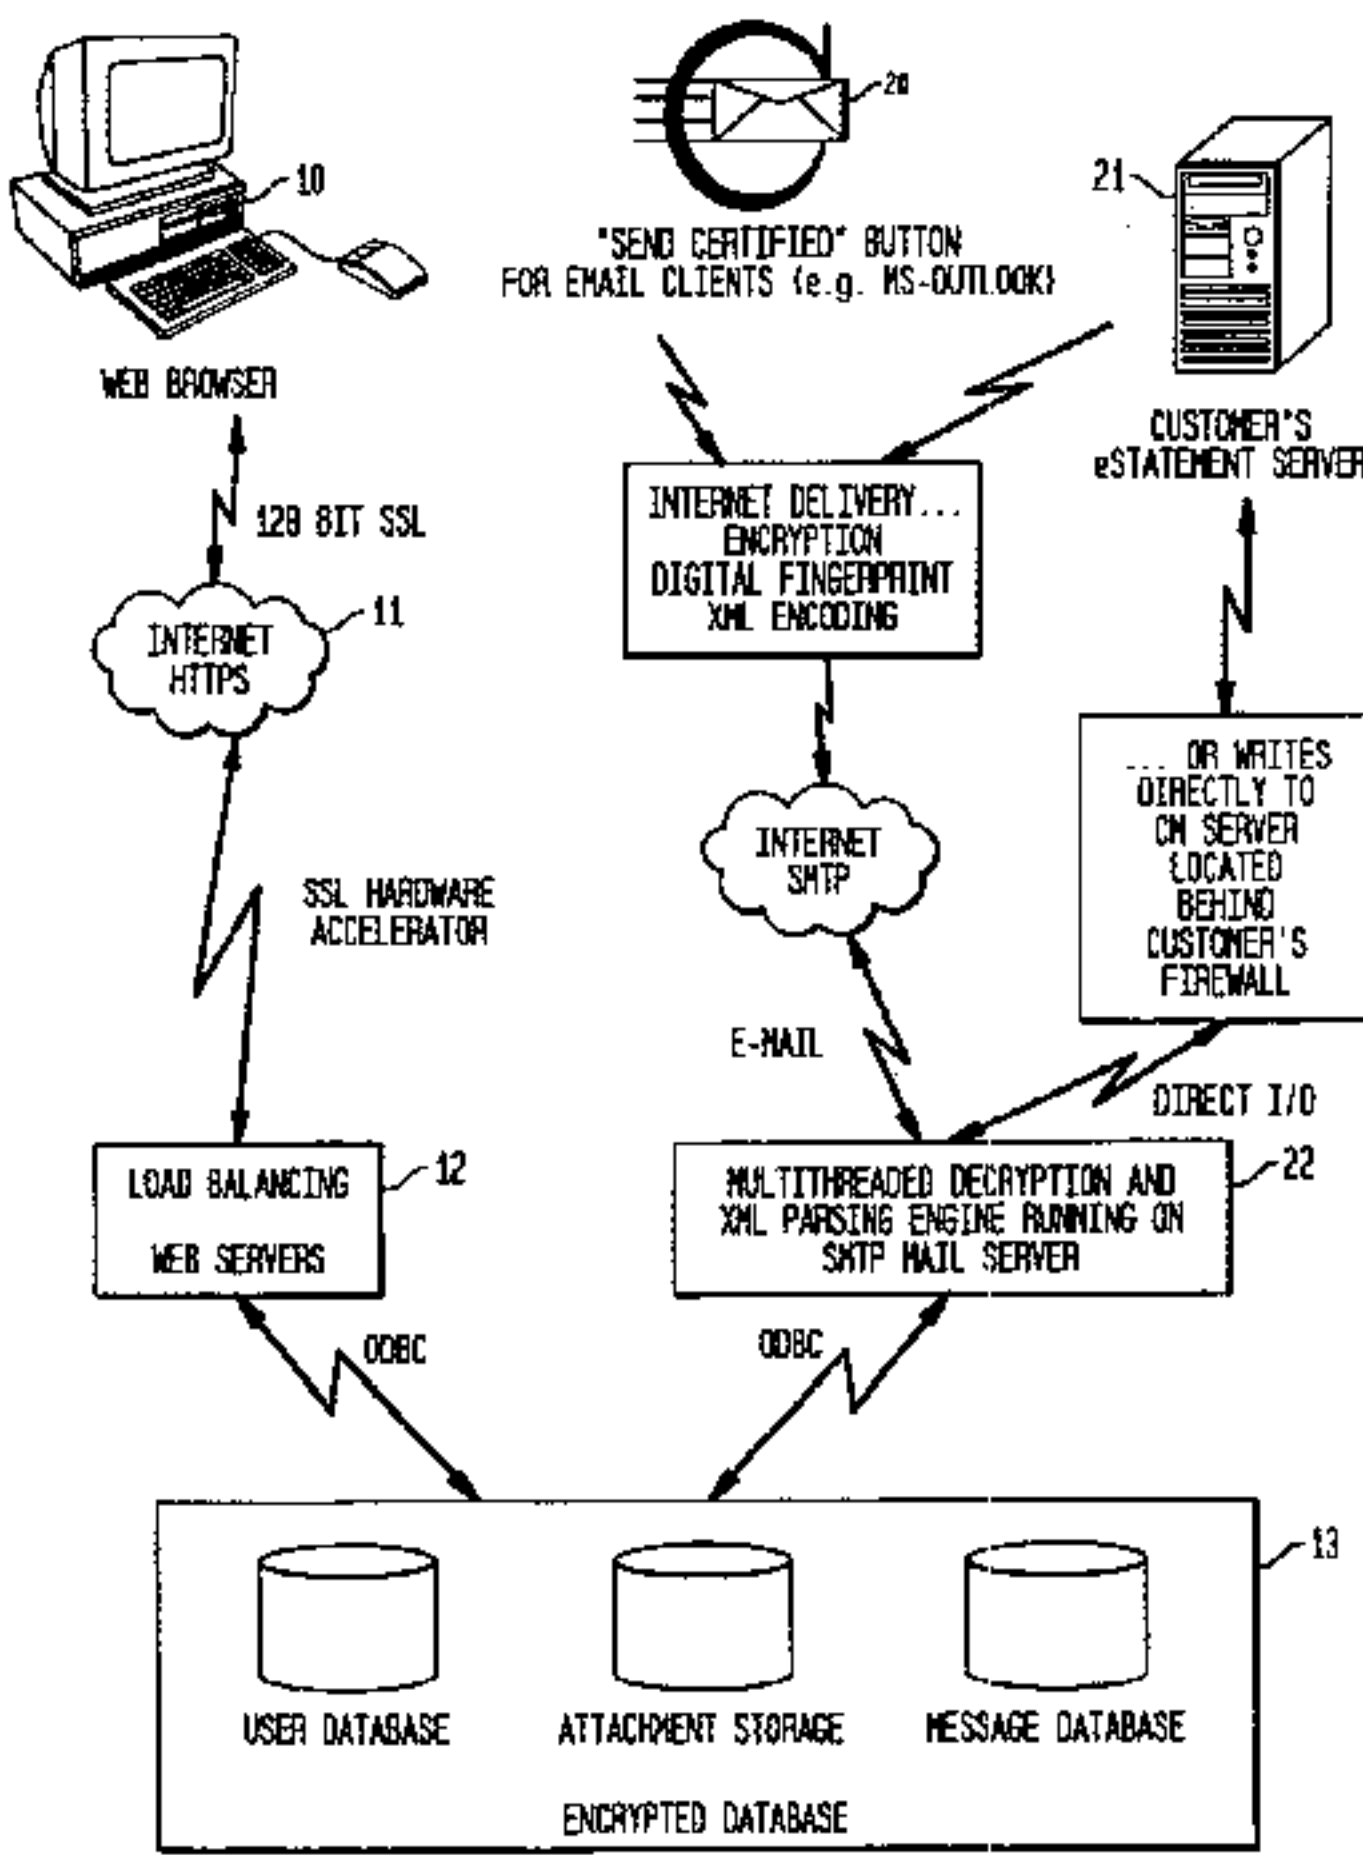 10
20
21
"SEND CERTIFIED" BUTTON
FOR EMAIL CLIENTS (e.g. MS-OUTLOOK)
WEB BROWSER
CUSTOMER'S
eSTATEMENT SERVER
128 BIT SSL
INTERNET DELIVERY...
ENCRYPTION
DIGITAL FINGERPRINT
XML ENCODING
11
INTERNET
HTTPS
... OR WRITES
DIRECTLY TO
CM SERVER
LOCATED
BEHIND
CUSTOMER'S
FIREWALL
INTERNET
SMTP
SSL HARDWARE
ACCELERATOR
E-MAIL
DIRECT I/O
12
LOAD BALANCING
WEB SERVERS
22
MULTITHREADED DECRYPTION AND
XML PARSING ENGINE RUNNING ON
SMTP MAIL SERVER
ODBC
ODBC
13
USER DATABASE
ATTACHMENT STORAGE
MESSAGE DATABASE
ENCRYPTED DATABASE